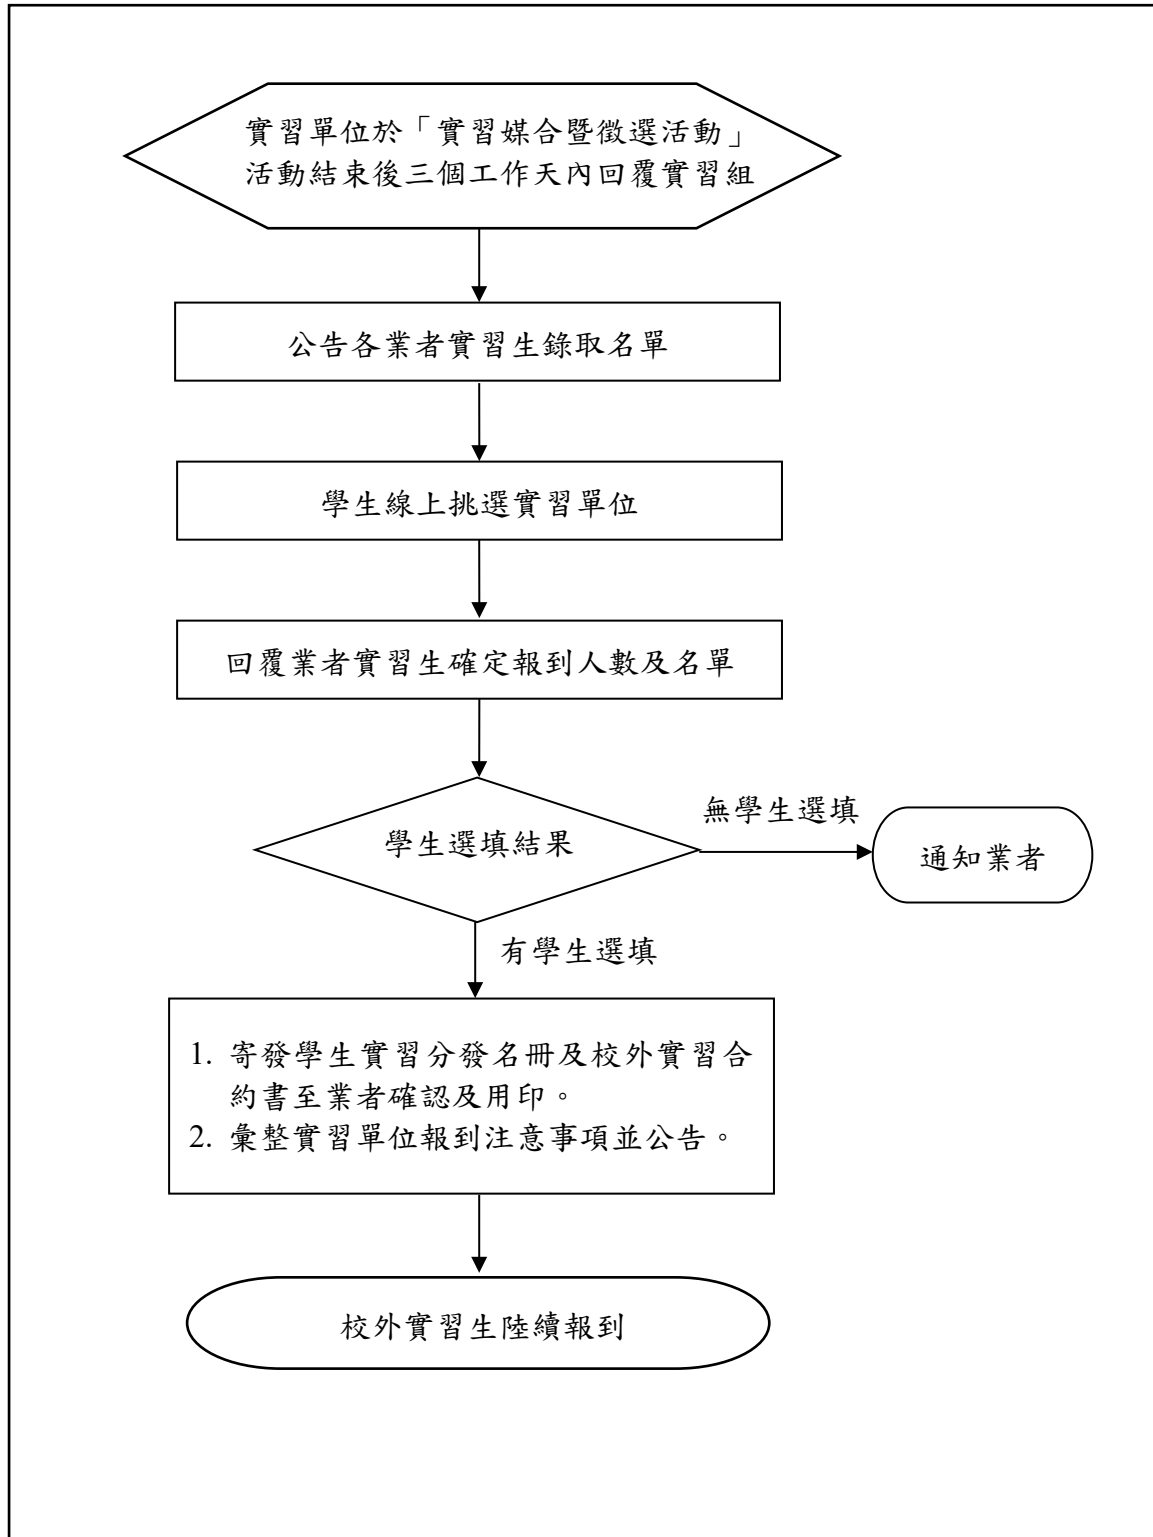 實習單位於「實習媒合暨徵選活動」
活動結束後三個工作天內回覆實習組
公告各業者實習生錄取名單
學生線上挑選實習單位
回覆業者實習生確定報到人數及名單
學生選填結果
無學生選填
通知業者
有學生選填
1. 寄發學生實習分發名冊及校外實習合
約書至業者確認及用印。
2. 彙整實習單位報到注意事項並公告。
校外實習生陸續報到